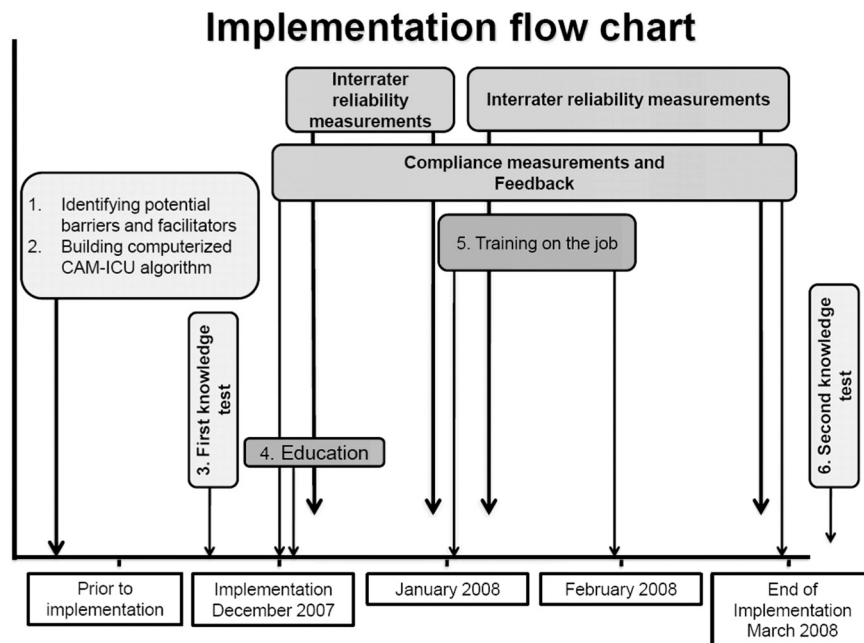 Implementation flow chart
Interrater
reliability
measurements
Interrater reliability measurements
Compliance measurements and
Feedback
1. Identifying potential
barriers and facilitators
2. Building computerized
CAM-ICU algorithm
5. Training on the job
3. First knowledge
test
4. Education
6. Second knowledge
test
Prior to
implementation
Implementation
December 2007
January 2008
February 2008
End of
Implementation
March 2008